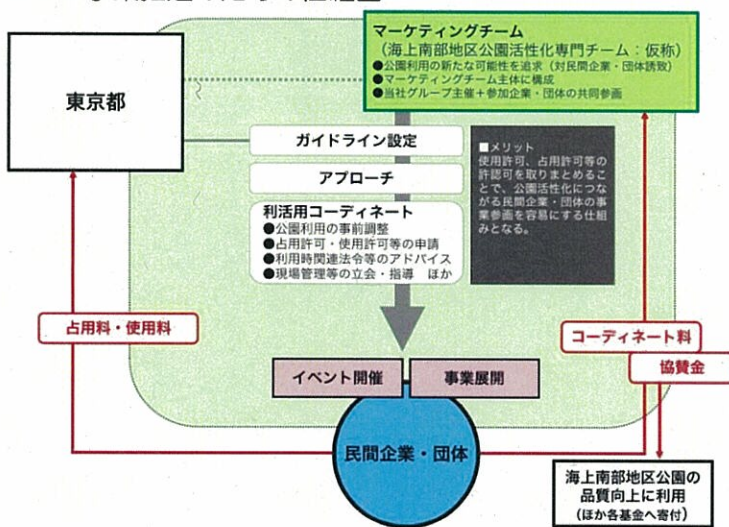 マーケティングチーム
（海上南部地区公園活性化専門チーム：仮称）
●公園利用の新たな可能性を追求（対民間企業・団体誘致）
●マーケティングチーム主体に構成
●当社グループ主催＋参加企業・団体の共同参画
東京都
ガイドライン設定
アプローチ
利活用コーディネート
●公園利用の事前調整
●占用許可・使用許可等の申請
●利用時関連法令等のアドバイス
●現場管理等の立会・指導　ほか
■メリット
使用許可、占用許可等の
許認可を取りまとめるこ
とで、公園活性化につな
がる民間企業・団体の事
業参画を容易にする仕組
みとなる。
占用料・使用料
コーディネート料
協賛金
イベント開催
事業展開
民間企業・団体
海上南部地区公園の
品質向上に利用
（ほか各基金へ寄付）